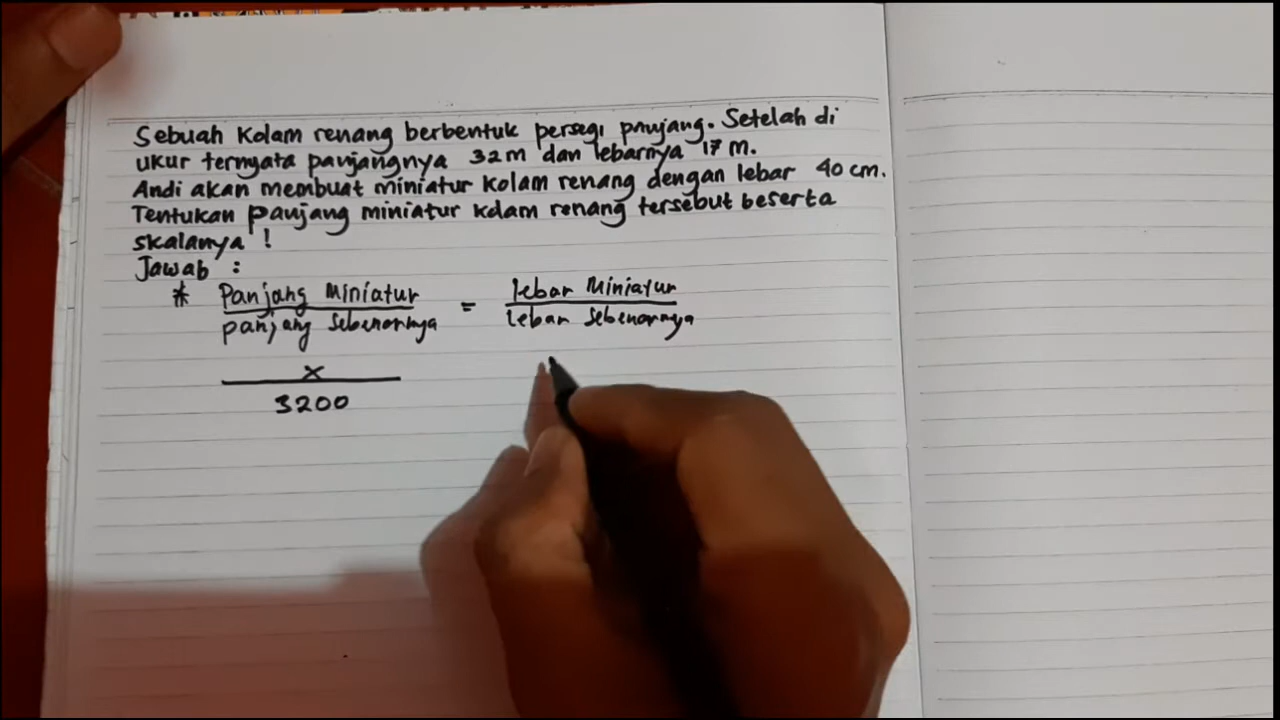 Sebuah Kolam renang berbentuk persegi panjang. Setelah di
ukur ternyata panjangnya 32m dan lebarnya 17 m.
Andi akan membuat miniatur kolam renang dengan lebar 40 cm.
Tentukan panjang miniatur kolam renang tersebut beserta
skalanya !
Jawab :
* Panjang Miniatur = lebar Miniatur
panjang sebenarnya lebar sebenarnya
x
3200